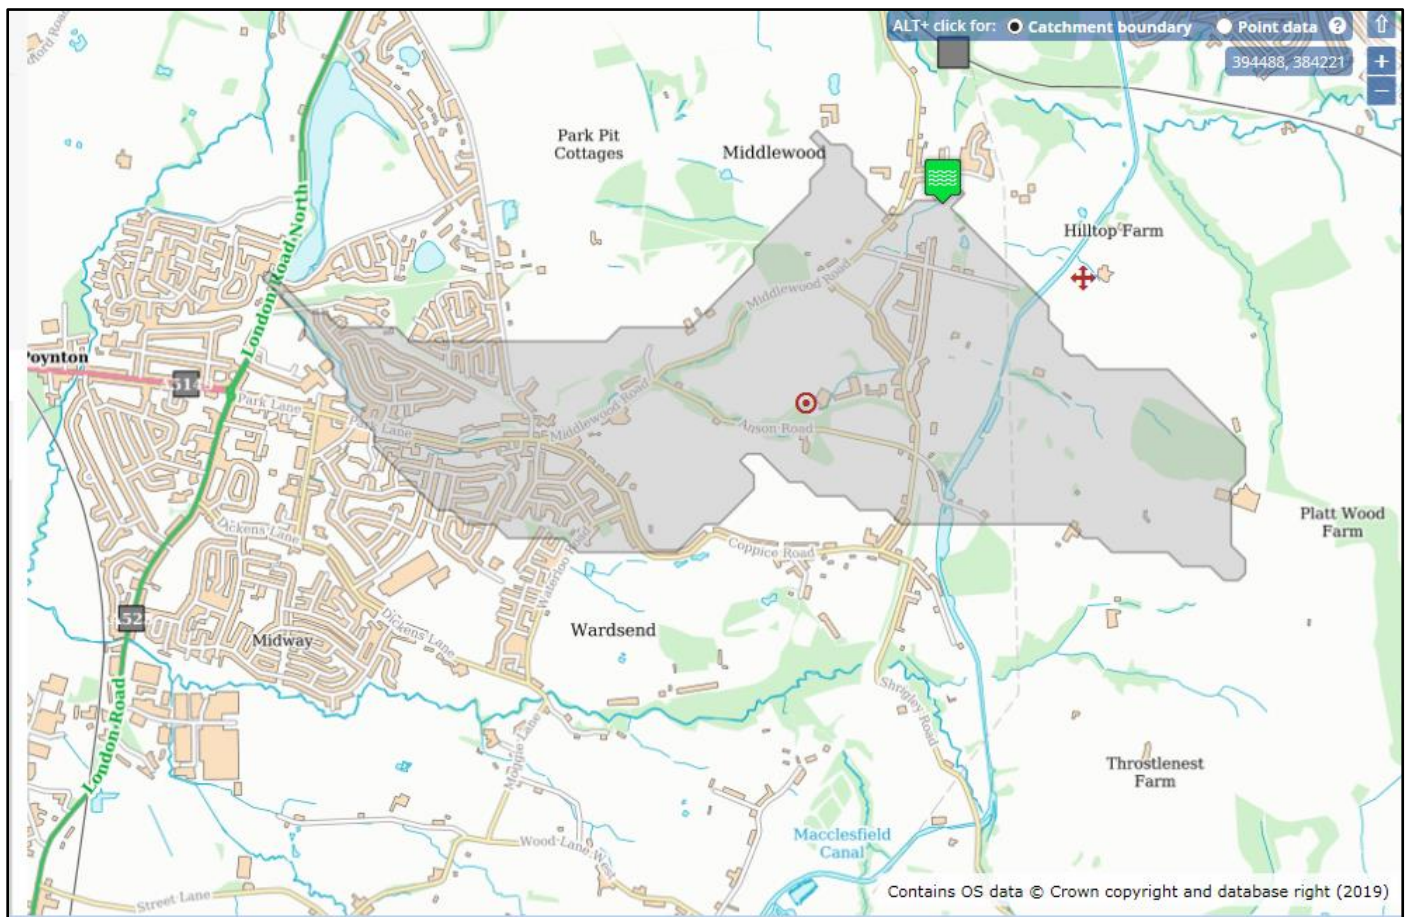 ALT+ click for: Catchment boundary Point data ?
394488, 384221
+
−
Park Pit
Cottages
Middlewood
London Road North
Hilltop Farm
Middlewood Road
Poynton
Park Lane
Park Lane
Middlewood Road
Anson Road
Dickens Lane
Coppice Road
Waterloo Road
Platt Wood
Farm
Midway
Dickens Lane
Wardsend
London Road
Shrigley Road
Moggie Lane
Throstlenest
Farm
Macclesfield
Canal
Wood Lane West
Street Lane
Contains OS data © Crown copyright and database right (2019)